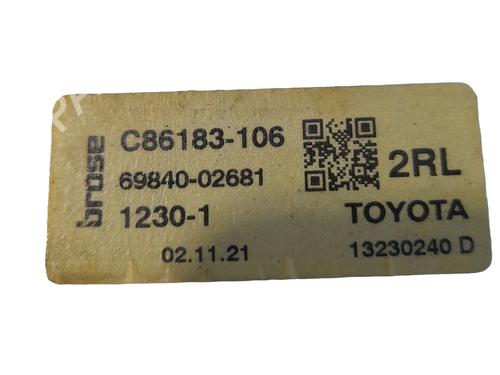 brose
C86183-106
69840-02681
1230-1
02.11.21
2RL
TOYOTA
13230240 D